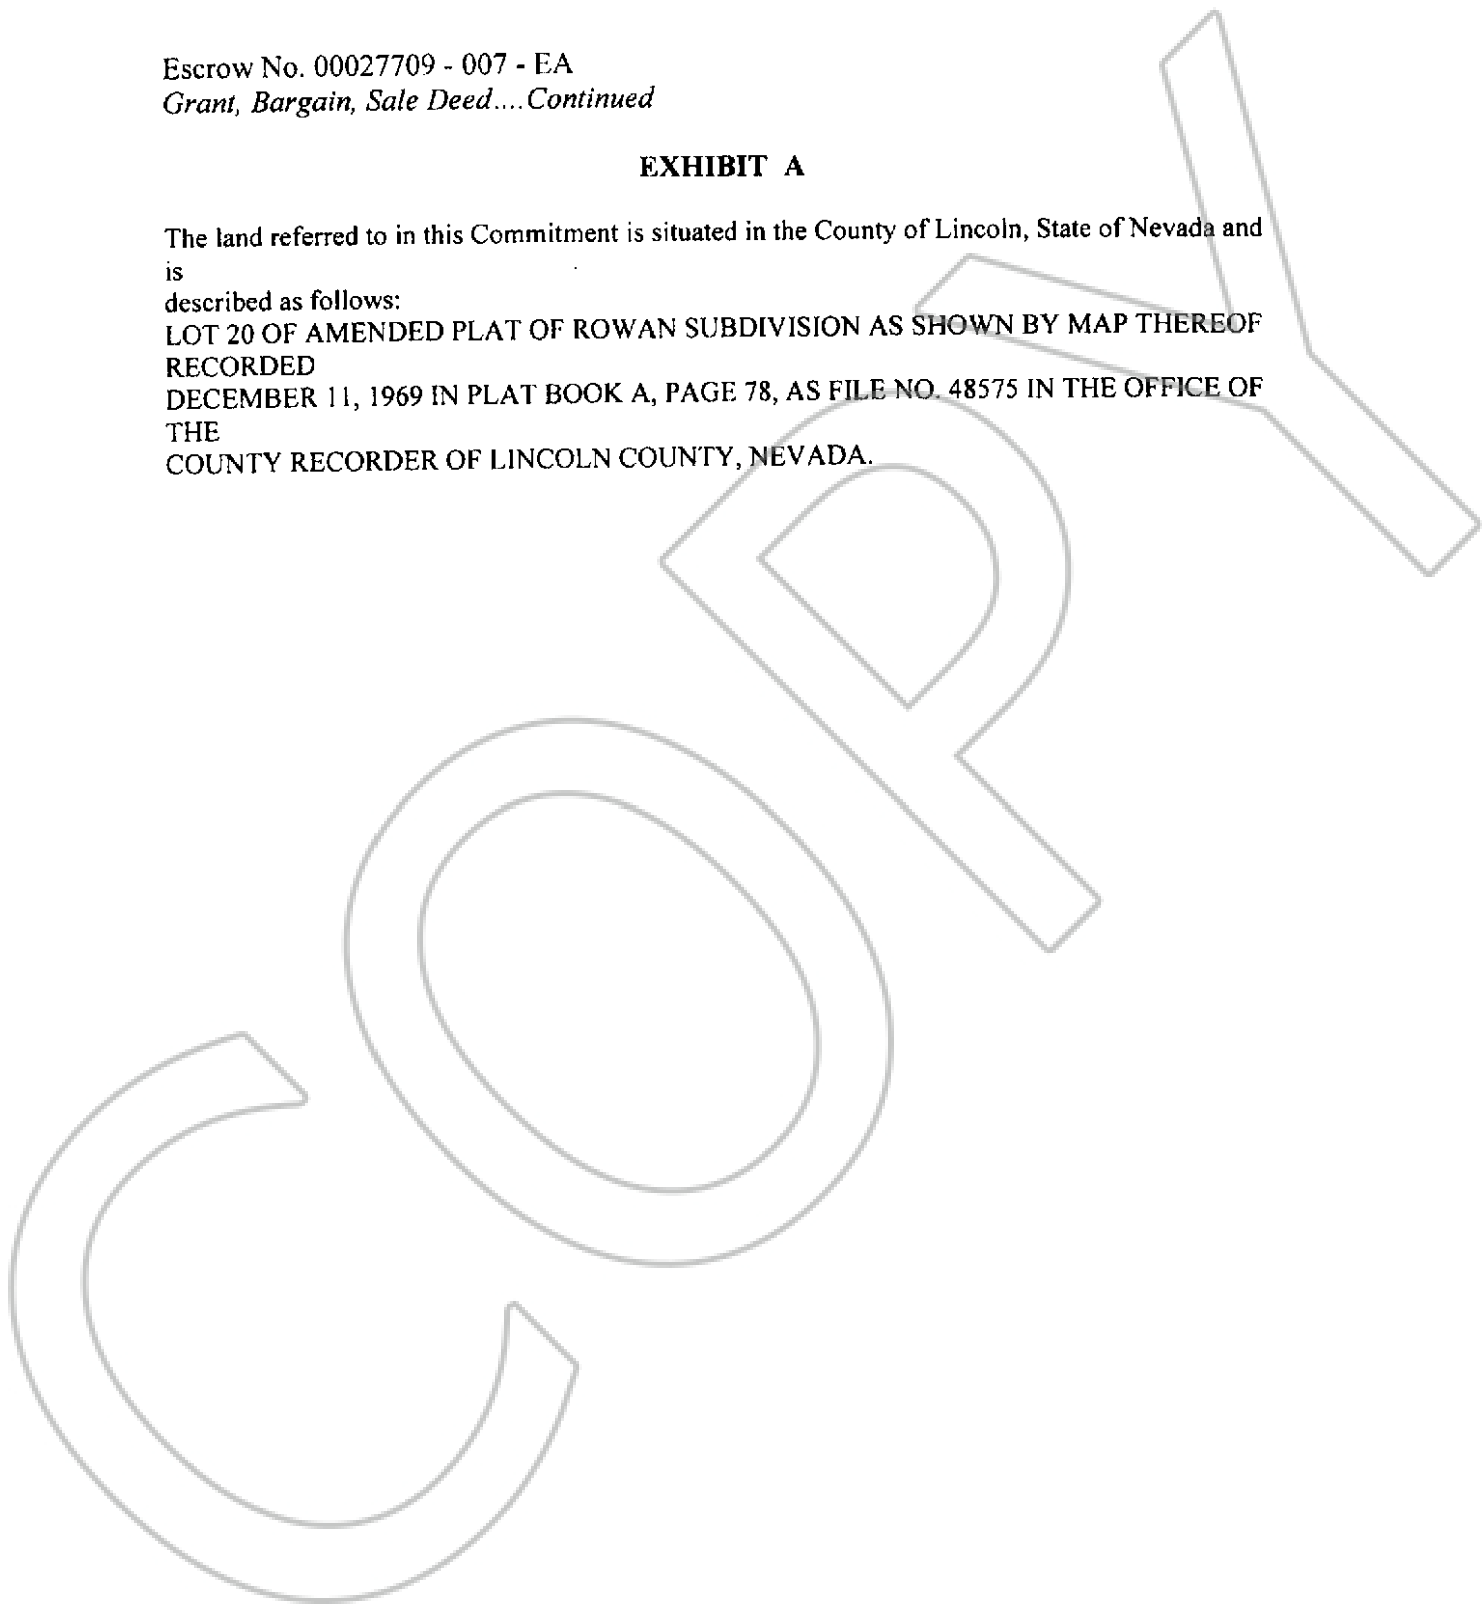 Escrow No. 00027709 - 007 - EA
Grant, Bargain, Sale Deed....Continued
EXHIBIT A
The land referred to in this Commitment is situated in the County of Lincoln, State of Nevada and
is
described as follows:
LOT 20 OF AMENDED PLAT OF ROWAN SUBDIVISION AS SHOWN BY MAP THEREOF
RECORDED
DECEMBER 11, 1969 IN PLAT BOOK A, PAGE 78, AS FILE NO. 48575 IN THE OFFICE OF
THE
COUNTY RECORDER OF LINCOLN COUNTY, NEVADA.
COPY